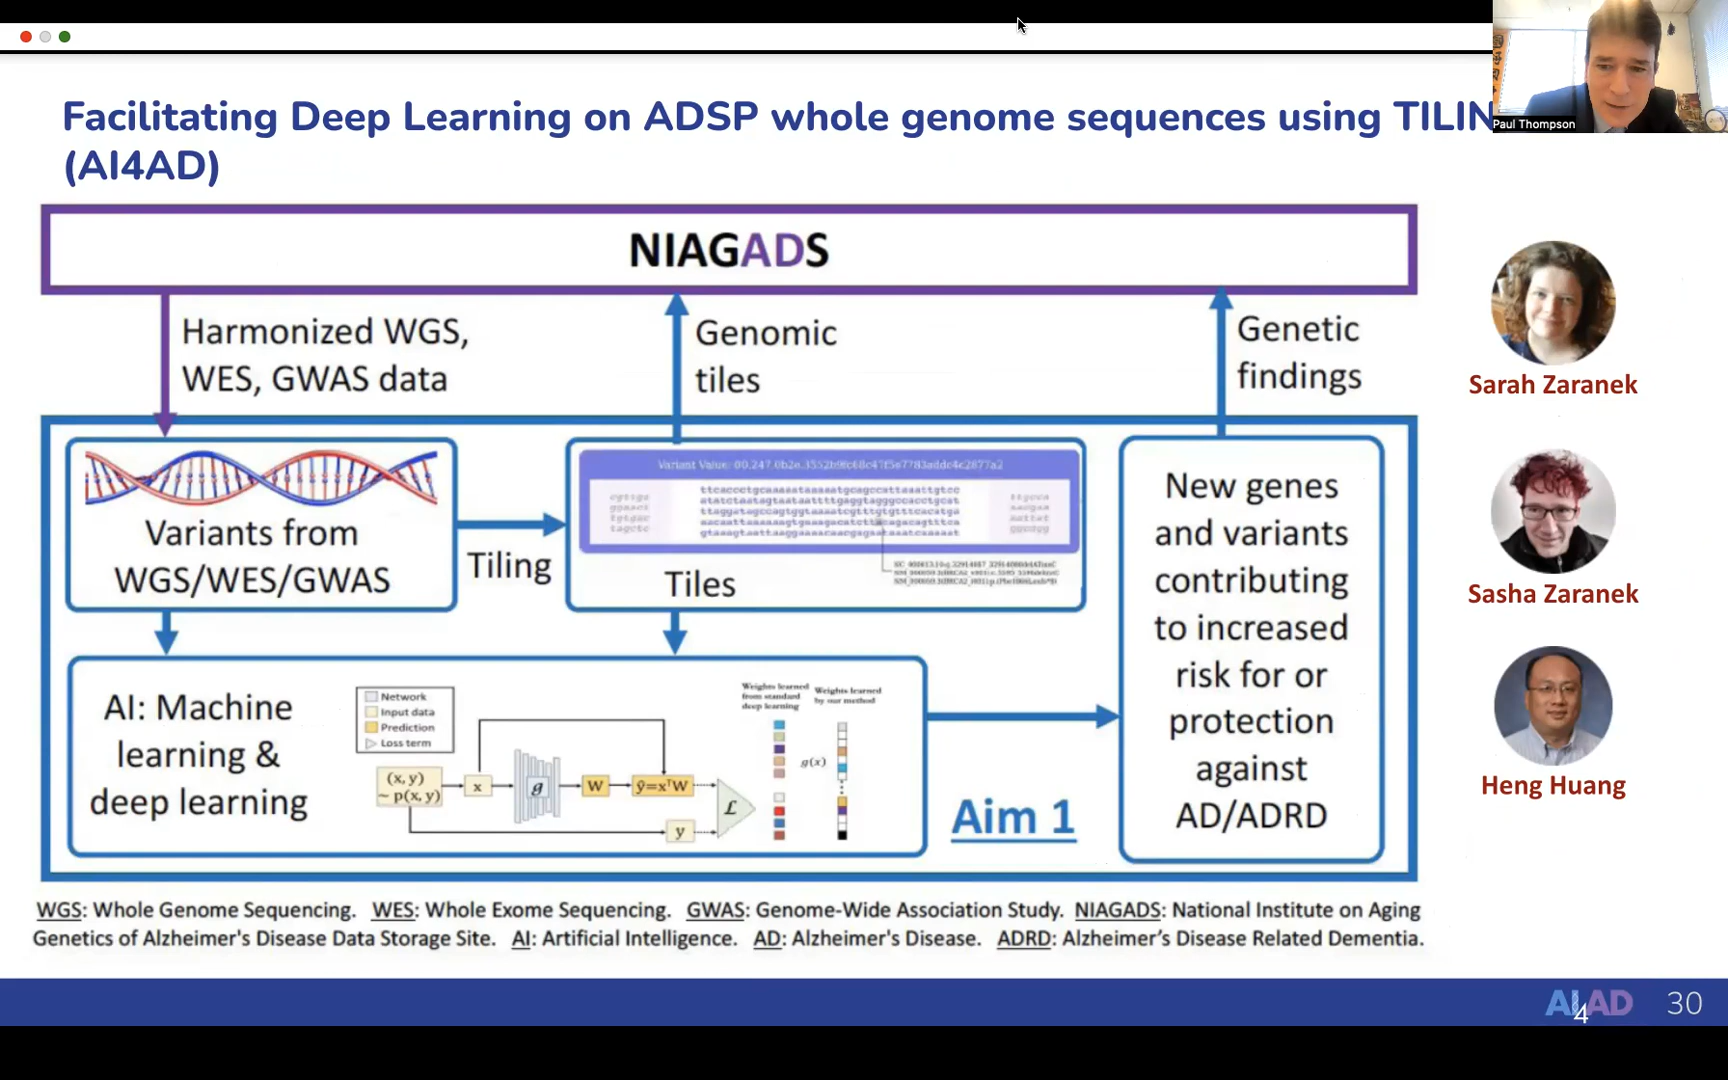 Facilitating Deep Learning on ADSP whole genome sequences using TILIN
(AI4AD)
Paul Thompson
NIAGADS
Harmonized WGS,
WES, GWAS data
Genomic
tiles
Genetic
findings
Variants from
WGS/WES/GWAS
Tiling
Tiles
New genes
and variants
contributing
to increased
risk for or
protection
against
AD/ADRD
AI: Machine
learning &
deep learning
Network
Input data
Prediction
Loss term
(x, y)
~ p(x, y)
x
g
W
ŷ=xᵀW
y
ℒ
Weights learned
from standard
deep learning
Weights learned
by our method
g(x)
Aim 1
Sarah Zaranek
Sasha Zaranek
Heng Huang
WGS: Whole Genome Sequencing. WES: Whole Exome Sequencing. GWAS: Genome-Wide Association Study. NIAGADS: National Institute on Aging
Genetics of Alzheimer's Disease Data Storage Site. AI: Artificial Intelligence. AD: Alzheimer's Disease. ADRD: Alzheimer's Disease Related Dementia.
AI4AD
30